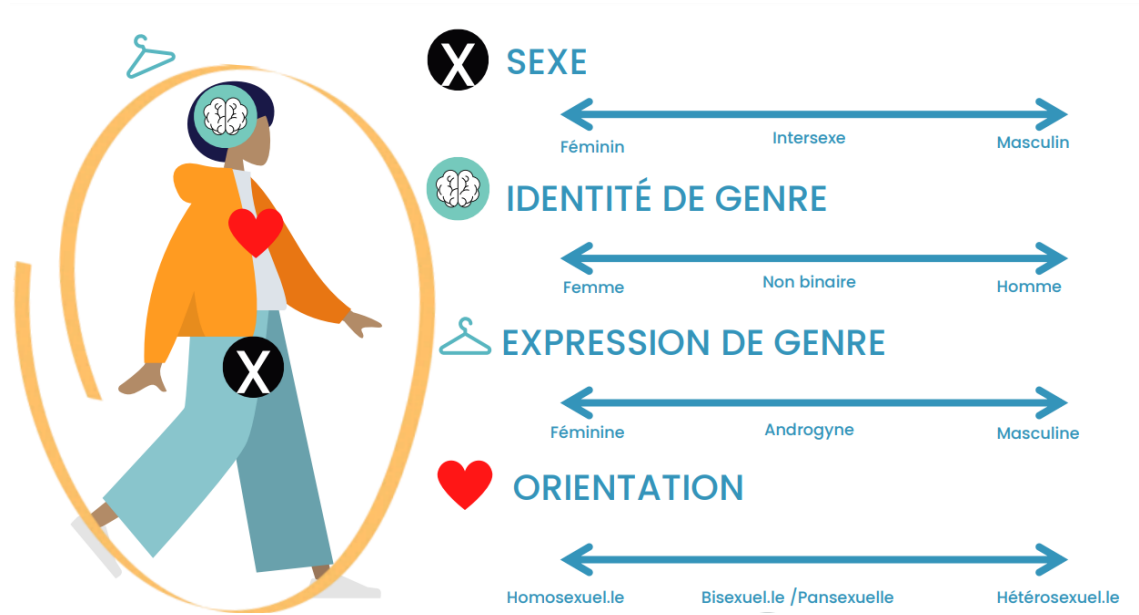 X SEXE
Féminin Intersexe Masculin
IDENTITÉ DE GENRE
Femme Non binaire Homme
EXPRESSION DE GENRE
Féminine Androgyne Masculine
X
ORIENTATION
Homosexuel.le Bisexuel.le /Pansexuelle Hétérosexuel.le